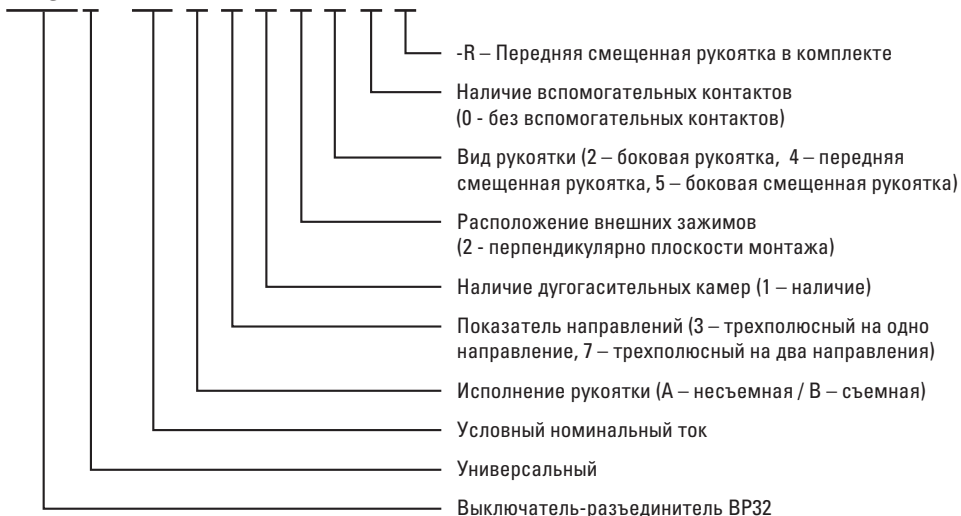 -R – Передняя смещенная рукоятка в комплекте
Наличие вспомогательных контактов
(0 - без вспомогательных контактов)
Вид рукоятки (2 – боковая рукоятка, 4 – передняя
смещенная рукоятка, 5 – боковая смещенная рукоятка)
Расположение внешних зажимов
(2 - перпендикулярно плоскости монтажа)
Наличие дугогасительных камер (1 – наличие)
Показатель направлений (3 – трехполюсный на одно
направление, 7 – трехполюсный на два направления)
Исполнение рукоятки (А – несъемная / В – съемная)
Условный номинальный ток
Универсальный
Выключатель-разъединитель ВР32